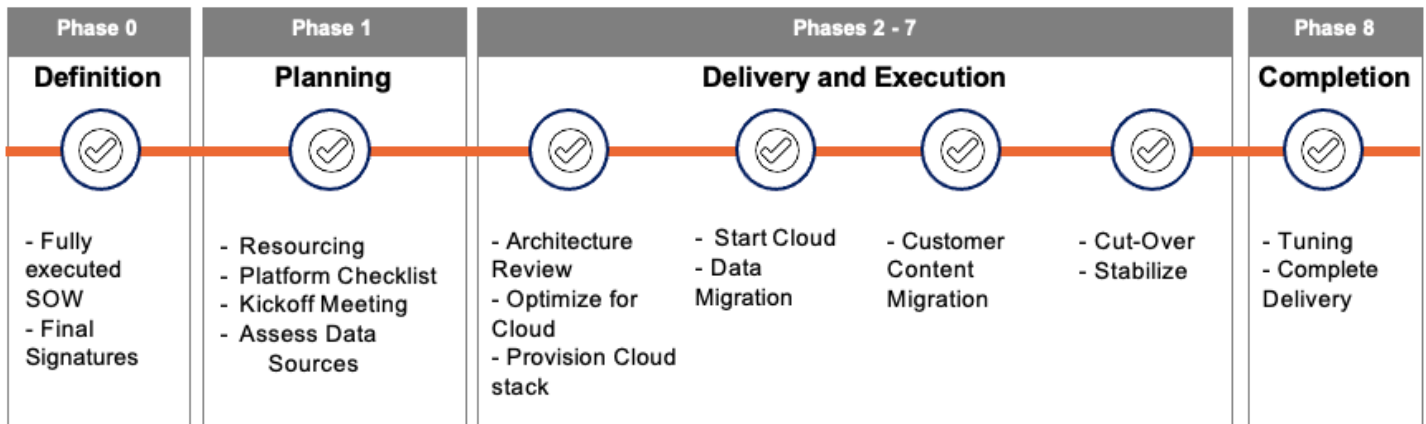 Phase 0
Definition
- Fully
executed
SOW
- Final
Signatures
Phase 1
Planning
- Resourcing
- Platform Checklist
- Kickoff Meeting
- Assess Data
Sources
Phases 2 - 7
Delivery and Execution
- Architecture
Review
- Optimize for
Cloud
- Provision Cloud
stack
- Start Cloud
- Data
Migration
- Customer
Content
Migration
- Cut-Over
- Stabilize
Phase 8
Completion
- Tuning
- Complete
Delivery